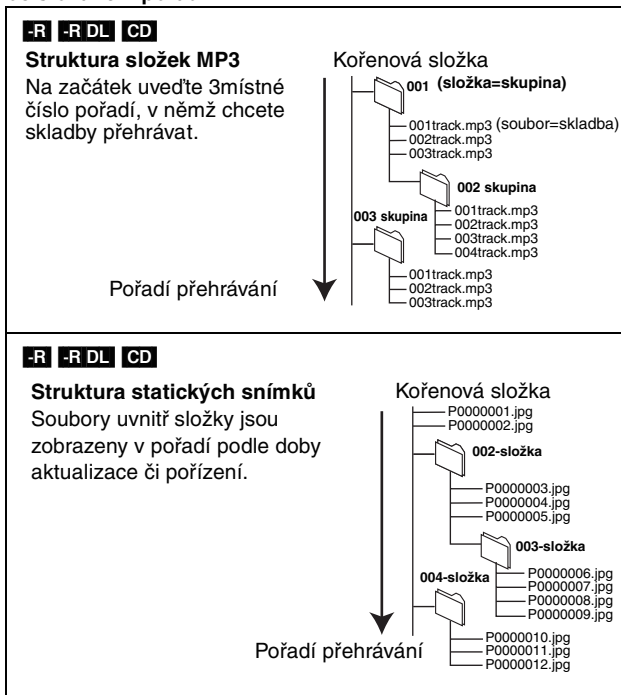 -R -R DL CD
Struktura složek MP3
Na začátek uveďte 3místné
číslo pořadí, v němž chcete
skladby přehrávat.
Kořenová složka
001 (složka=skupina)
001track.mp3 (soubor=skladba)
002track.mp3
003track.mp3
002 skupina
001track.mp3
002track.mp3
003track.mp3
004track.mp3
003 skupina
001track.mp3
002track.mp3
003track.mp3
Pořadí přehrávání
-R -R DL CD
Struktura statických snímků
Soubory uvnitř složky jsou
zobrazeny v pořadí podle doby
aktualizace či pořízení.
Kořenová složka
P0000001.jpg
P0000002.jpg
002-složka
P0000003.jpg
P0000004.jpg
P0000005.jpg
003-složka
P0000006.jpg
P0000007.jpg
P0000008.jpg
P0000009.jpg
004-složka
P0000010.jpg
P0000011.jpg
P0000012.jpg
Pořadí přehrávání